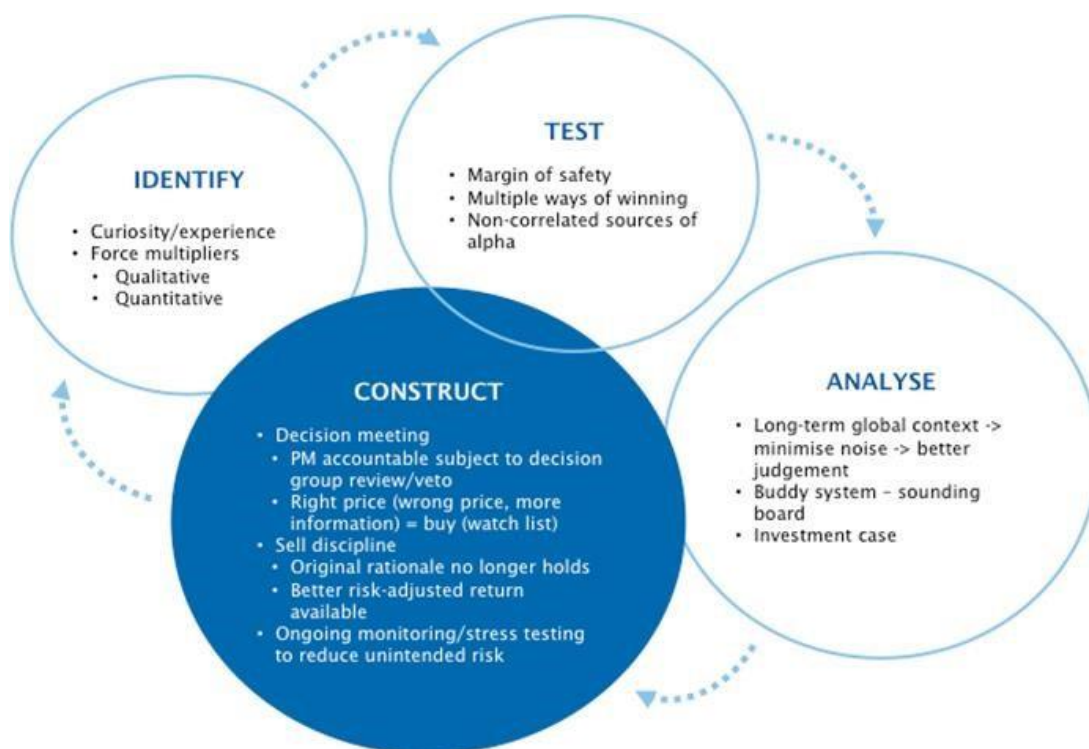 IDENTIFY
• Curiosity/experience
• Force multipliers
• Qualitative
• Quantitative
TEST
• Margin of safety
• Multiple ways of winning
• Non-correlated sources of
alpha
ANALYSE
• Long-term global context ->
minimise noise -> better
judgement
• Buddy system – sounding
board
• Investment case
CONSTRUCT
• Decision meeting
• PM accountable subject to decision
group review/veto
• Right price (wrong price, more
information) = buy (watch list)
• Sell discipline
• Original rationale no longer holds
• Better risk-adjusted return
available
• Ongoing monitoring/stress testing
to reduce unintended risk